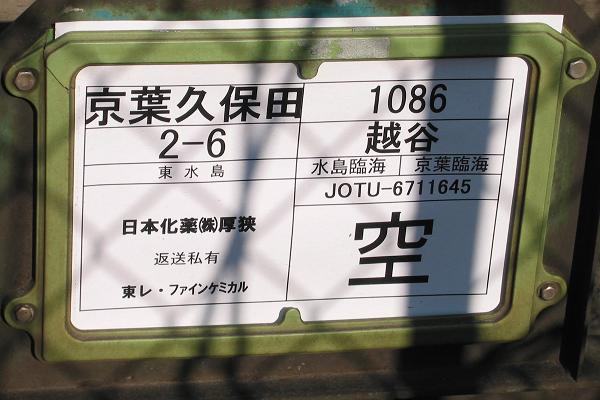 京葉久保田
1086
2-6
越谷
東水島
水島臨海 京葉臨海
JOTU-6711645
日本化薬㈱厚狭
返送私有
東レ・ファインケミカル
空